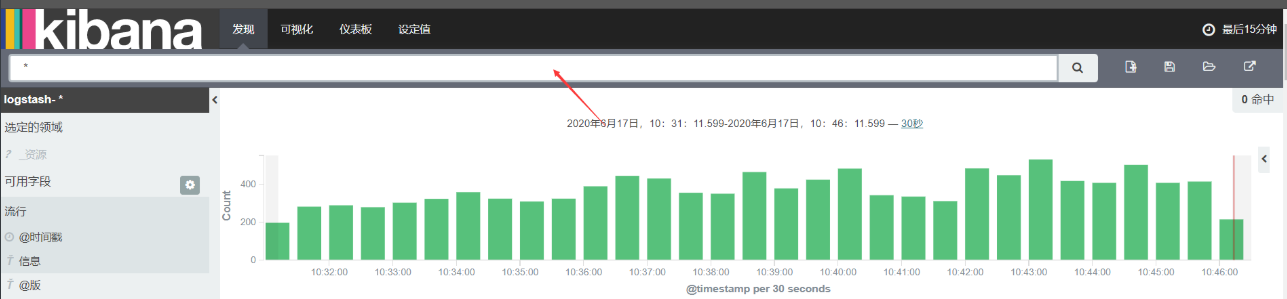 kibana 发现 可视化 仪表板 设定值 最后15分钟
*
logstash- * 0 命中
选定的领域 2020年6月17日，10：31：11.599-2020年6月17日，10：46：11.599 — 30秒
? _资源
可用字段
流行
@时间戳
T 信息
T @版
Count
400
200
0
10:32:00 10:33:00 10:34:00 10:35:00 10:36:00 10:37:00 10:38:00 10:39:00 10:40:00 10:41:00 10:42:00 10:43:00 10:44:00 10:45:00 10:46:00
@timestamp per 30 seconds